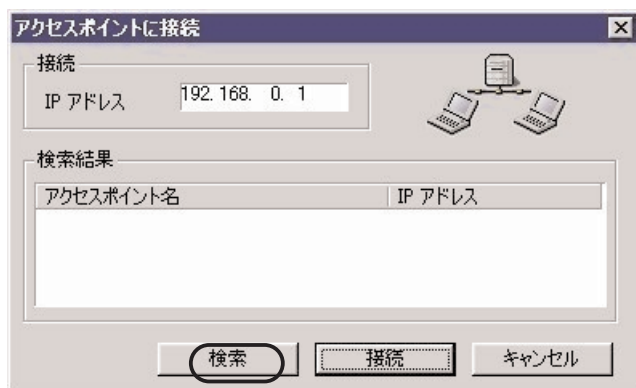 アクセスポイントに接続
接続
IP アドレス 192. 168. 0. 1
検索結果
アクセスポイント名 IP アドレス
検索 接続 キャンセル